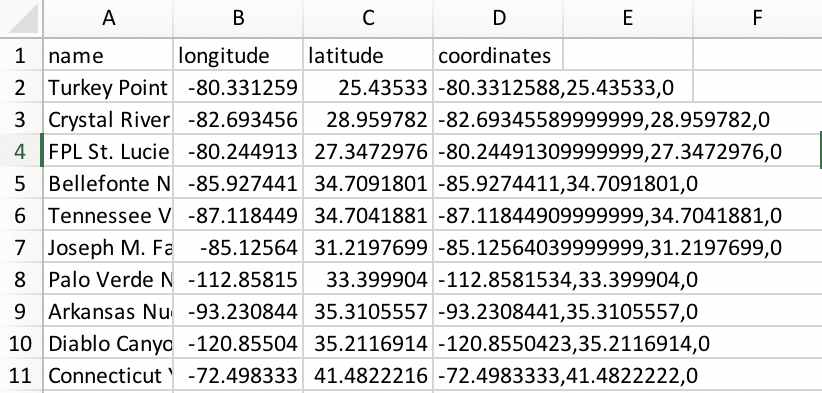 A B C D E F
1 name longitude latitude coordinates
2 Turkey Point -80.331259 25.43533 -80.3312588,25.43533,0
3 Crystal River -82.693456 28.959782 -82.69345589999999,28.959782,0
4 FPL St. Lucie -80.244913 27.3472976 -80.24491309999999,27.3472976,0
5 Bellefonte N -85.927441 34.7091801 -85.9274411,34.7091801,0
6 Tennessee V -87.118449 34.7041881 -87.11844909999999,34.7041881,0
7 Joseph M. Fa -85.12564 31.2197699 -85.12564039999999,31.2197699,0
8 Palo Verde N -112.85815 33.399904 -112.8581534,33.399904,0
9 Arkansas Nu -93.230844 35.3105557 -93.2308441,35.3105557,0
10 Diablo Canyo -120.85504 35.2116914 -120.8550423,35.2116914,0
11 Connecticut -72.498333 41.4822216 -72.4983333,41.4822222,0